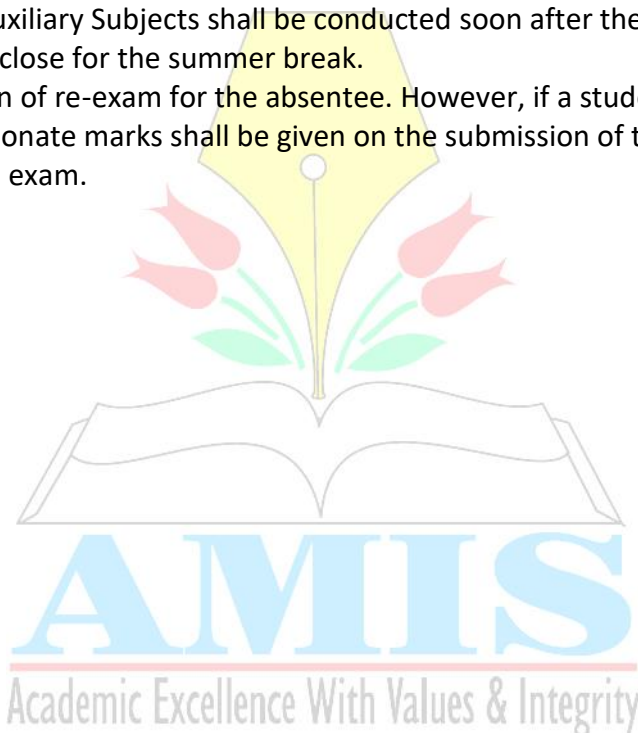 uxiliary Subjects shall be conducted soon after the
close for the summer break.
n of re-exam for the absentee. However, if a stude
onate marks shall be given on the submission of t
exam.
AMIS
Academic Excellence With Values & Integrity